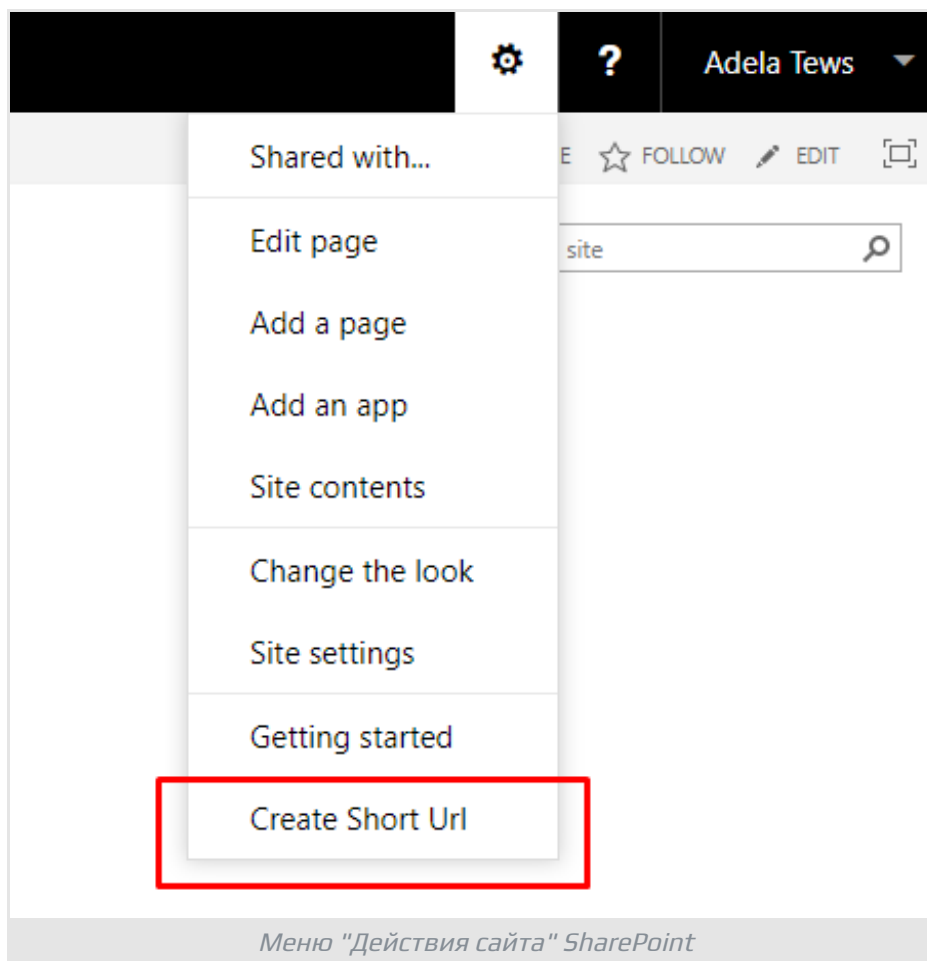 ? Adela Tews
Shared with...
E FOLLOW EDIT
Edit page
site
Add a page
Add an app
Site contents
Change the look
Site settings
Getting started
Create Short Url
Меню "Действия сайта" SharePoint